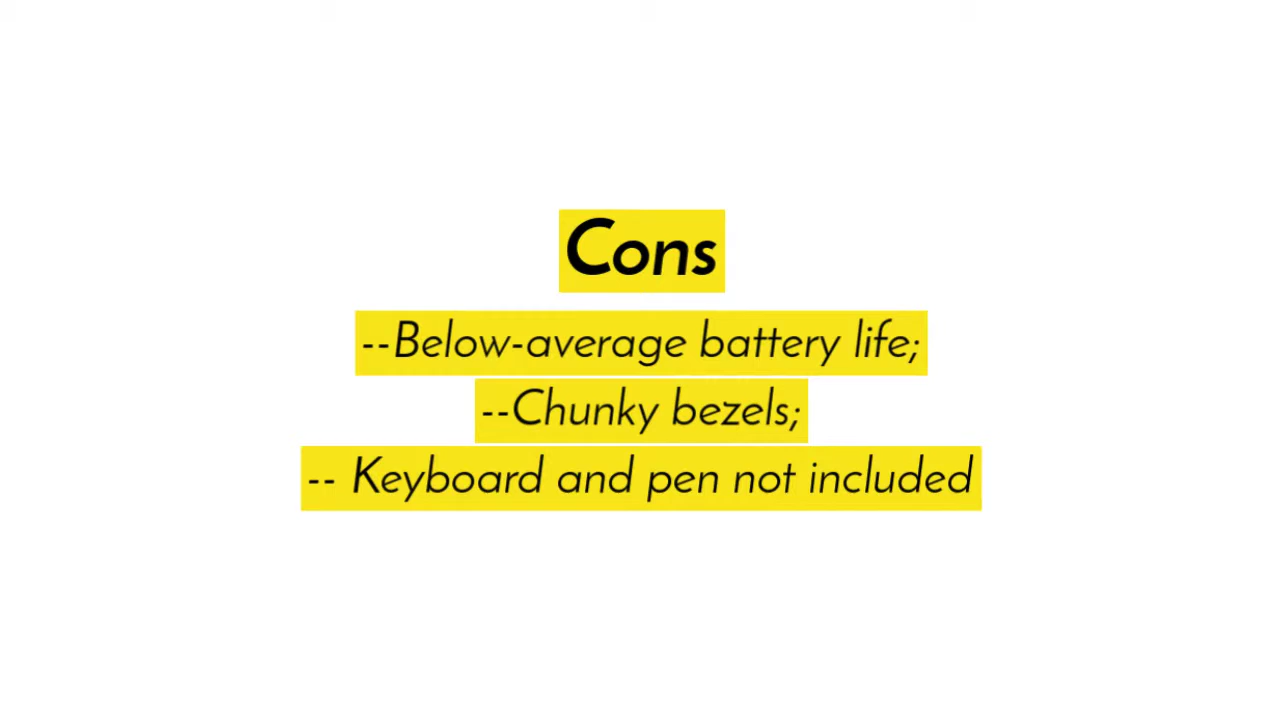 Cons
--Below-average battery life;
--Chunky bezels;
-- Keyboard and pen not included